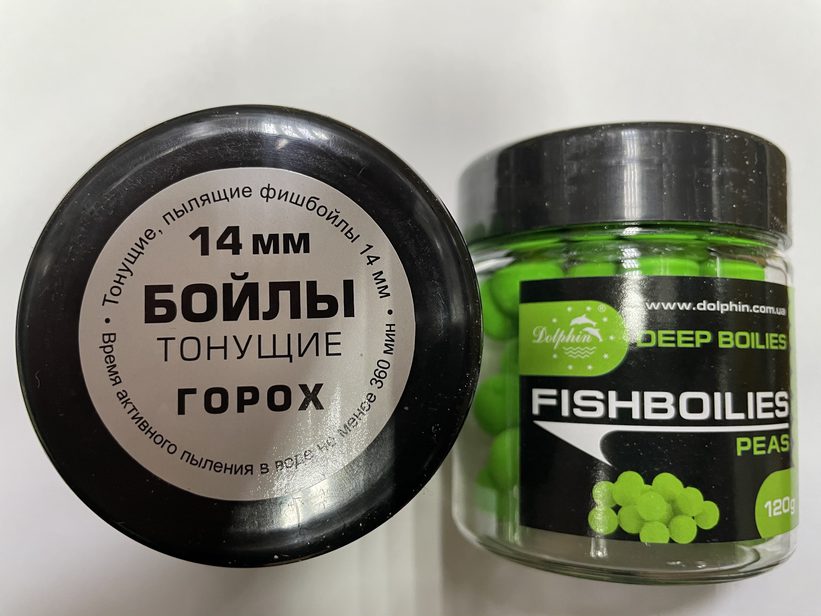 Тонущие, пылящие фишбойлы 14 мм
14 мм
БОЙЛЫ
ТОНУЩИЕ
ГОРОХ
• Время активного пыления в воде не менее 360 мин •
www.dolphin.com.ua
Dolphin ®
DEEP BOILIES
FISHBOILIES
PEAS
120g